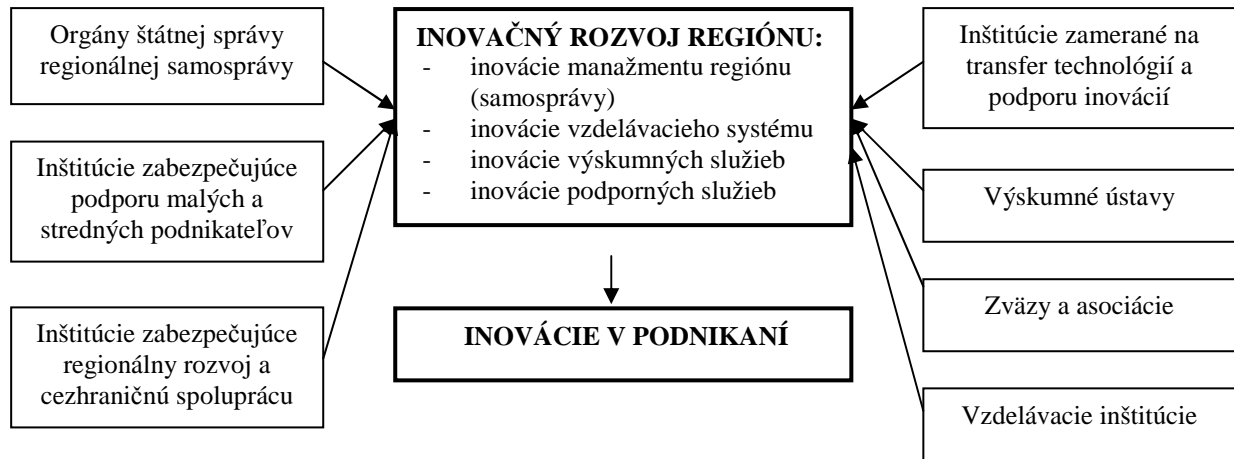 Orgány štátnej správy
regionálnej samosprávy
Inštitúcie zabezpečujúce
podporu malých a
stredných podnikateľov
Inštitúcie zabezpečujúce
regionálny rozvoj a
cezhraničnú spoluprácu
INOVAČNÝ ROZVOJ REGIÓNU:
- inovácie manažmentu regiónu
(samosprávy)
- inovácie vzdelávacieho systému
- inovácie výskumných služieb
- inovácie podporných služieb
INOVÁCIE V PODNIKANÍ
Inštitúcie zamerané na
transfer technológií a
podporu inovácií
Výskumné ústavy
Zväzy a asociácie
Vzdelávacie inštitúcie